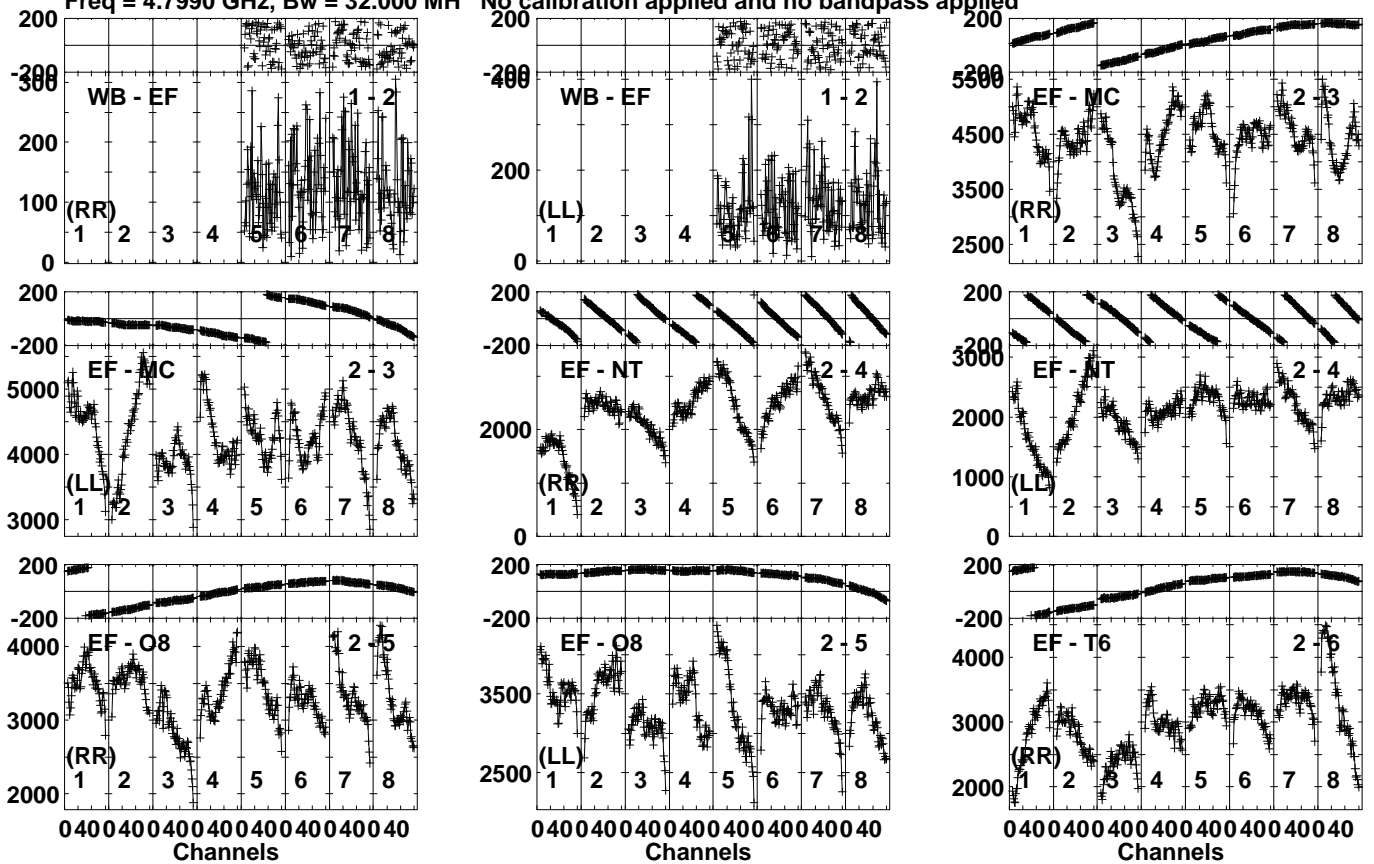 Freq = 4.7990 GHz, Bw = 32.000 MH No calibration applied and no bandpass applied
200 200 200
-200 -200 -200
300 400 5500
WB - EF 1 - 2 WB - EF 1 - 2 EF - MC 2 - 3
200 4500
200
100 3500
(RR) (LL) (RR)
1 2 3 4 5 6 7 8 1 2 3 4 5 6 7 8 1 2 3 4 5 6 7 8
2500
0 0
200 200 200
-200 -200 -200
3000
EF - MC 2 - 3 EF - NT 2 - 4 EF - NT 2 - 4
5000
2000 2000
4000
1000
(LL) (RR) (LL)
1 2 3 4 5 6 7 8 1 2 3 4 5 6 7 8 1 2 3 4 5 6 7 8
3000 0 0
200 200 200
-200 -200 -200
EF - O8 2 - 5 EF - O8 2 - 5 EF - T6 2 - 6
4000 4000
3500
3000 3000
(RR) (LL) (RR)
2500
1 2 3 4 5 6 7 8 1 2 3 4 5 6 7 8 1 2 3 4 5 6 7 8
2000 2000
0 40 0 40 0 40 0 40 0 40 0 40 0 40 0 40 0 40 0 40 0 40 0 40 0 40 0 40 0 40 0 40 0 40 0 40 0 40 0 40 0 40 0 40 0 40 0 40
Channels Channels Channels